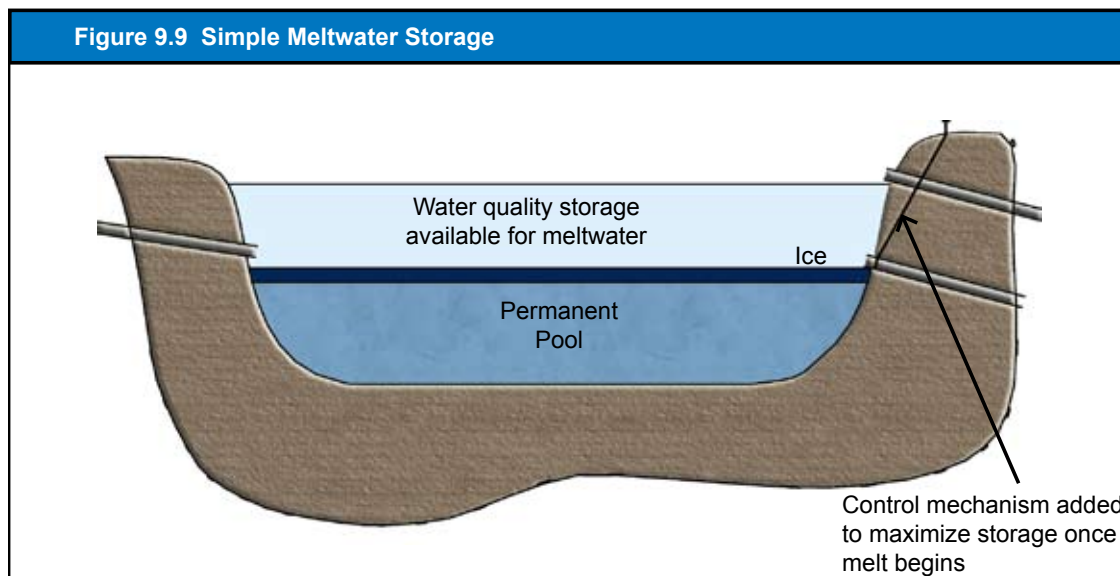 Figure 9.9 Simple Meltwater Storage
Water quality storage
available for meltwater
Ice
Permanent
Pool
Control mechanism added
to maximize storage once
melt begins